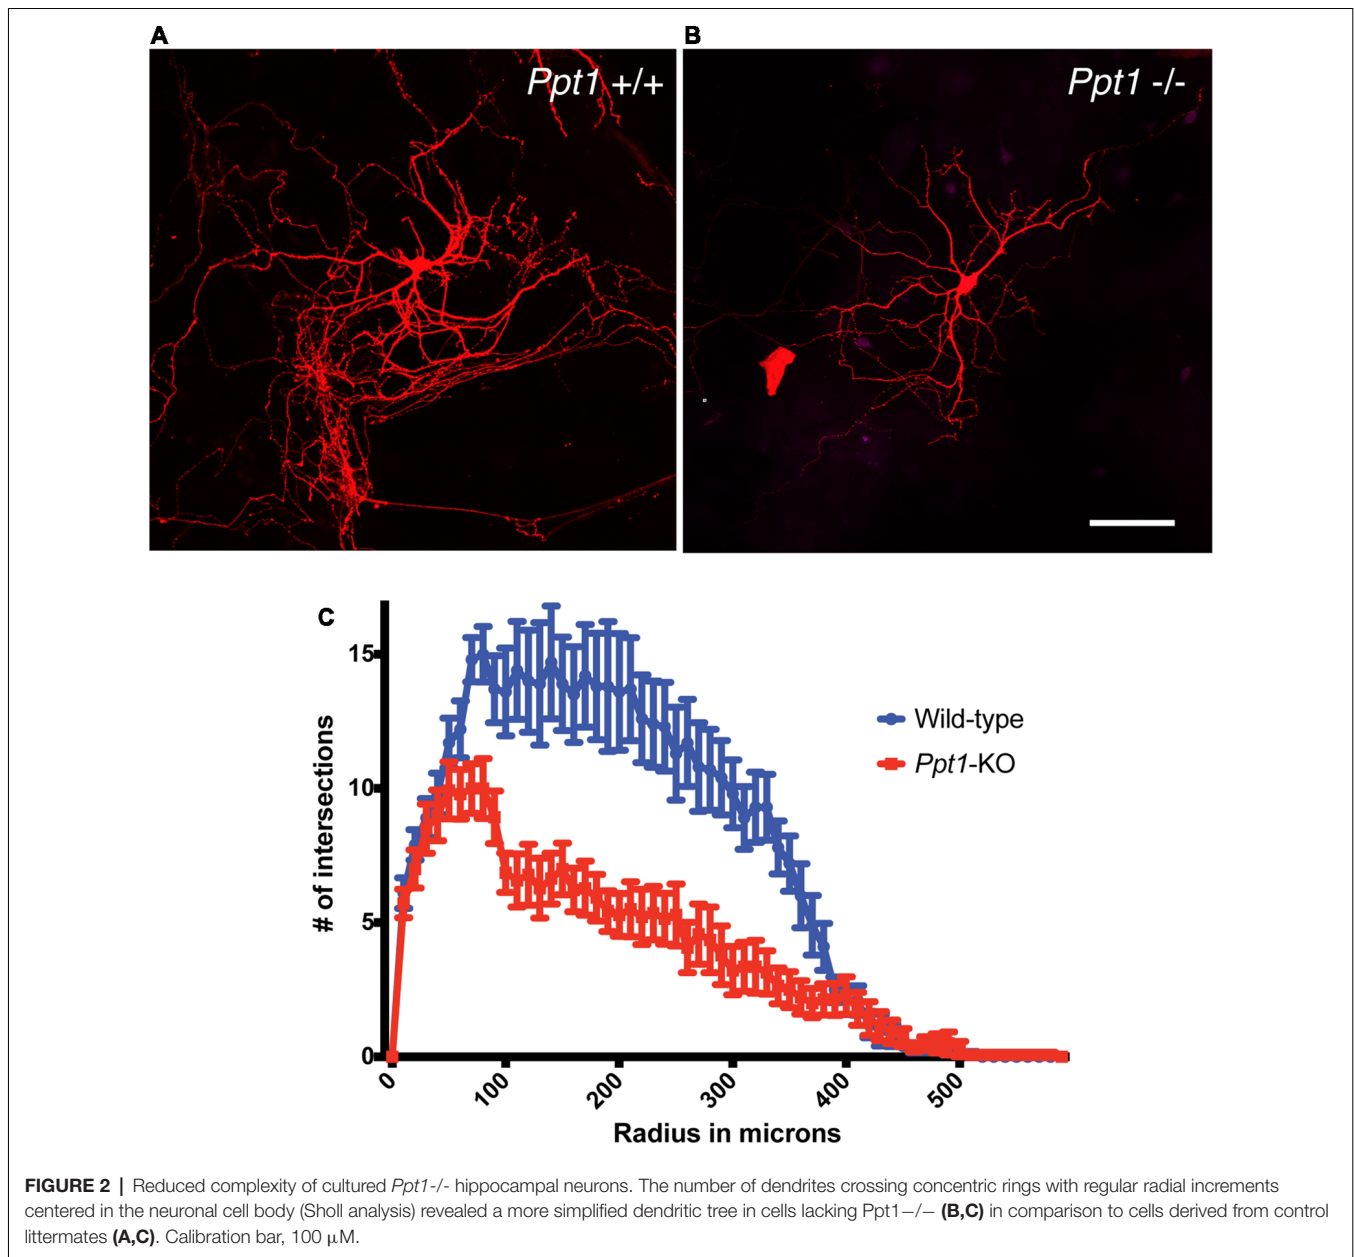 A
B
Ppt1 +/+
Ppt1 -/-
C
15
10
5
0
# of intersections
Wild-type
Ppt1-KO
0
100
200
300
400
500
Radius in microns
FIGURE 2 | Reduced complexity of cultured Ppt1-/- hippocampal neurons. The number of dendrites crossing concentric rings with regular radial increments
centered in the neuronal cell body (Sholl analysis) revealed a more simplified dendritic tree in cells lacking Ppt1−/− (B,C) in comparison to cells derived from control
littermates (A,C). Calibration bar, 100 μM.